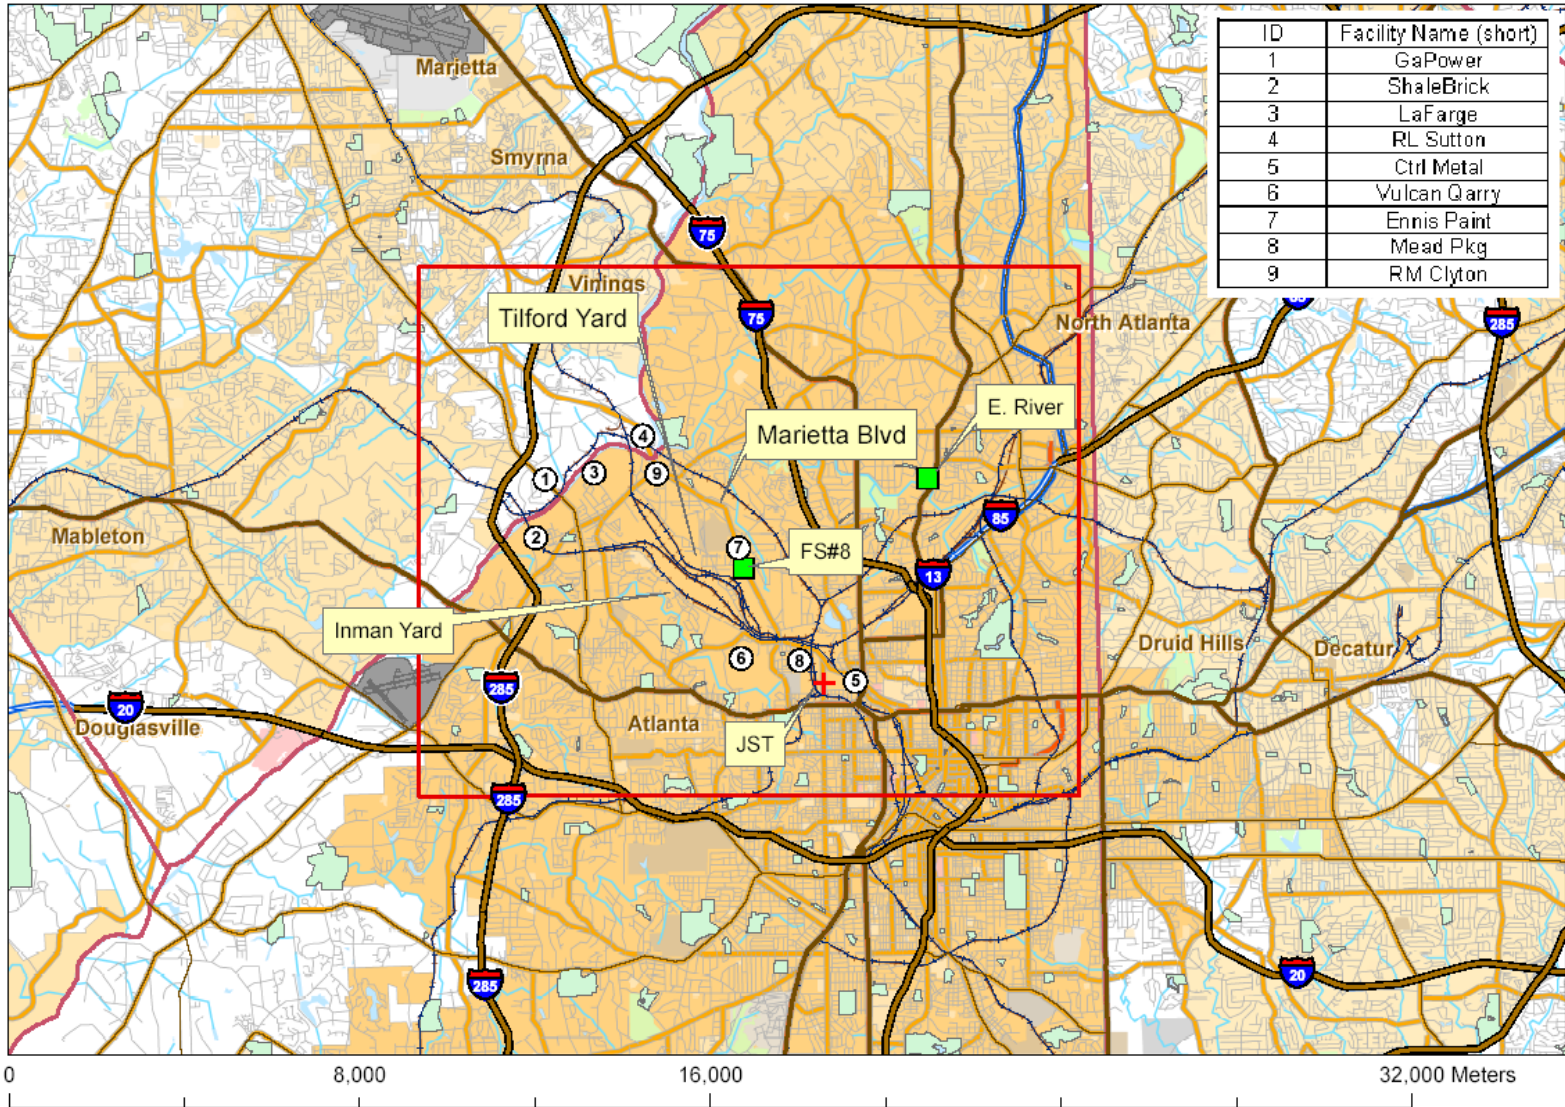 ID Facility Name (short)
1 GaPower
2 ShaleBrick
3 LaFarge
4 RL Sutton
5 Ctrl Metal
6 Vulcan Qarry
7 Ennis Paint
8 Mead Pkg
9 RM Clyton
Marietta
Smyrna
75
Vinings
Tilford Yard
75
North Atlanta
285
E. River
Marietta Blvd
4
3
9
1
85
2
Mableton
7
FS#8
13
Inman Yard
Druid Hills
Decatur
6
8
5
285
20
Douglasville
Atlanta
JST
285
20
285
0
8,000
16,000
32,000 Meters